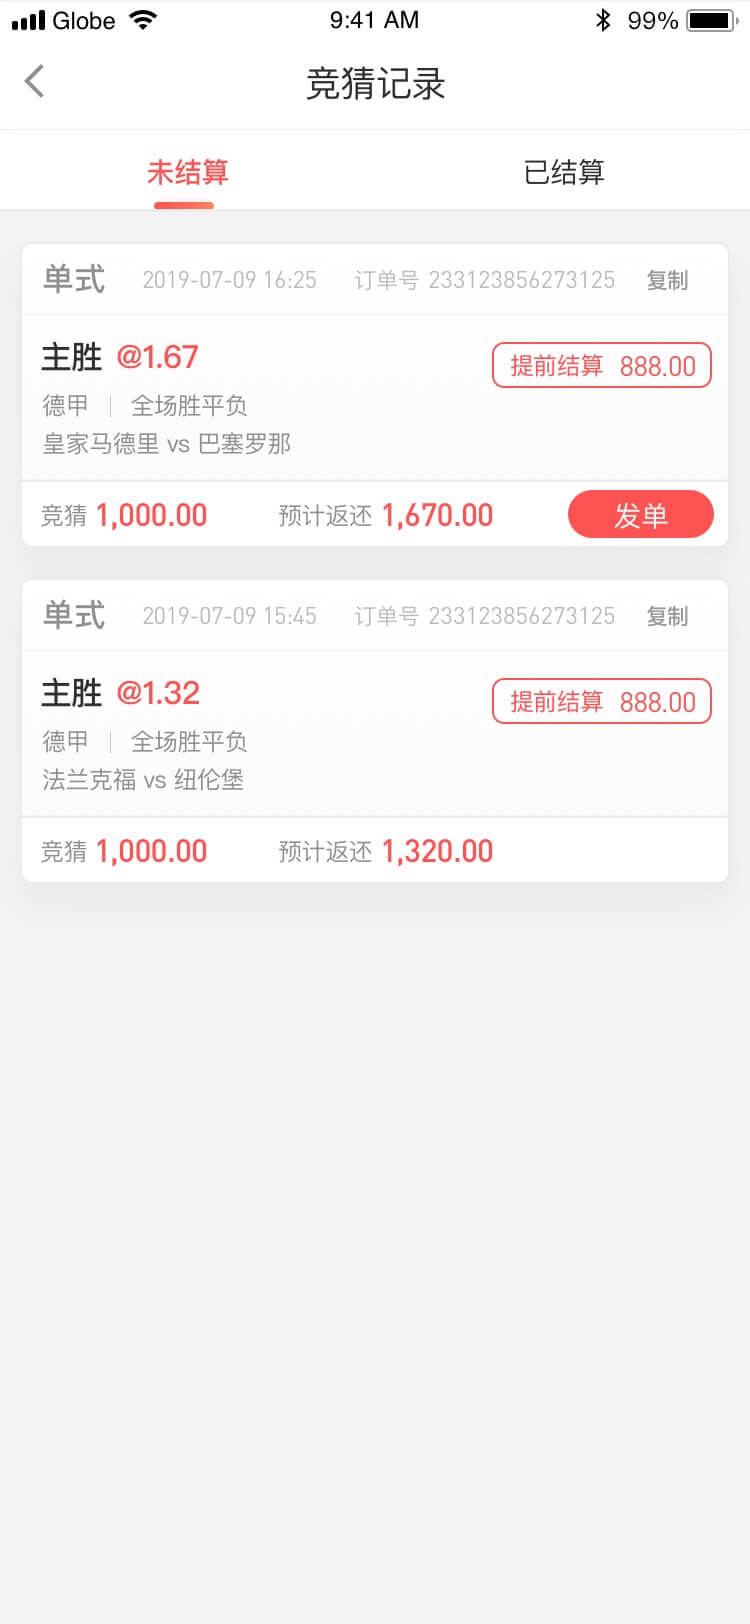 Globe 9:41 AM 99%
竞猜记录
未结算 已结算
单式 2019-07-09 16:25 订单号 233123856273125 复制
主胜 @1.67 提前结算 888.00
德甲 | 全场胜平负
皇家马德里 vs 巴塞罗那
竞猜 1,000.00 预计返还 1,670.00 发单
单式 2019-07-09 15:45 订单号 233123856273125 复制
主胜 @1.32 提前结算 888.00
德甲 | 全场胜平负
法兰克福 vs 纽伦堡
竞猜 1,000.00 预计返还 1,320.00